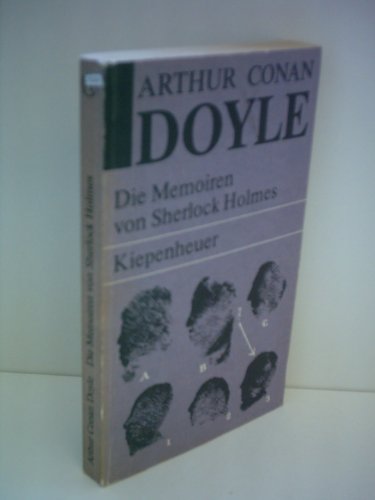 ARTHUR CONAN
DOYLE
Die Memoiren
von Sherlock Holmes
Kiepenheuer
A
B
2
C
1
2
3
Arthur Conan Doyle Die Memoiren von Sherlock Holmes